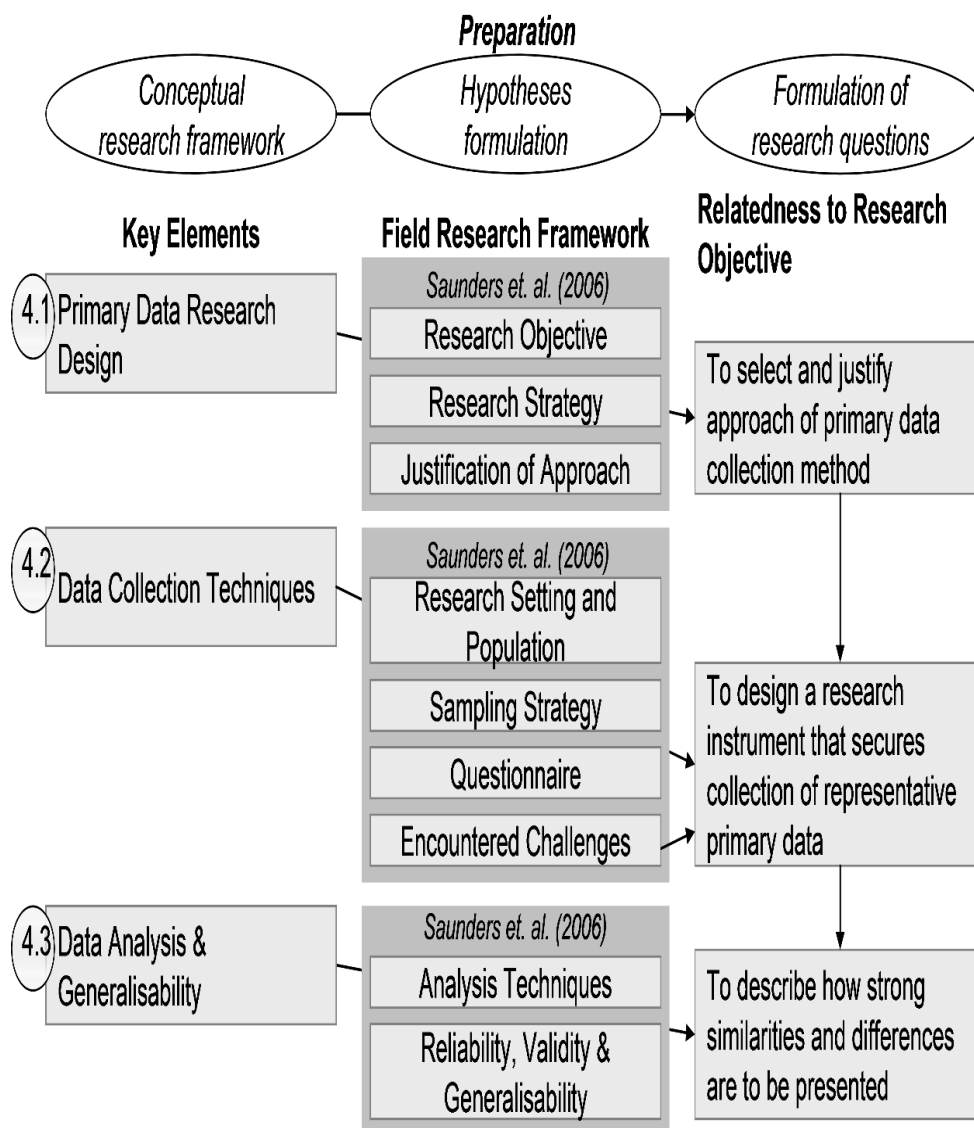 Preparation
Conceptual
research framework
Hypotheses
formulation
Formulation of
research questions
Key Elements
Field Research Framework
Relatedness to Research
Objective
4.1
Primary Data Research
Design
Saunders et. al. (2006)
Research Objective
Research Strategy
Justification of Approach
To select and justify
approach of primary data
collection method
4.2
Data Collection Techniques
Saunders et. al. (2006)
Research Setting and
Population
Sampling Strategy
Questionnaire
Encountered Challenges
To design a research
instrument that secures
collection of representative
primary data
4.3
Data Analysis &
Generalisability
Saunders et. al. (2006)
Analysis Techniques
Reliability, Validity &
Generalisability
To describe how strong
similarities and differences
are to be presented